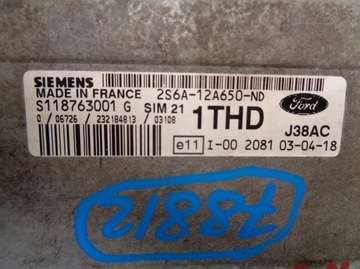 SIEMENS
MADE IN FRANCE 2S6A-12A650-ND
S118763001 G SIM 21 1THD
Ford
J38AC
0 / 06726 / 232184813 / 03108
e11 I-00 2081 03-04-18
78812